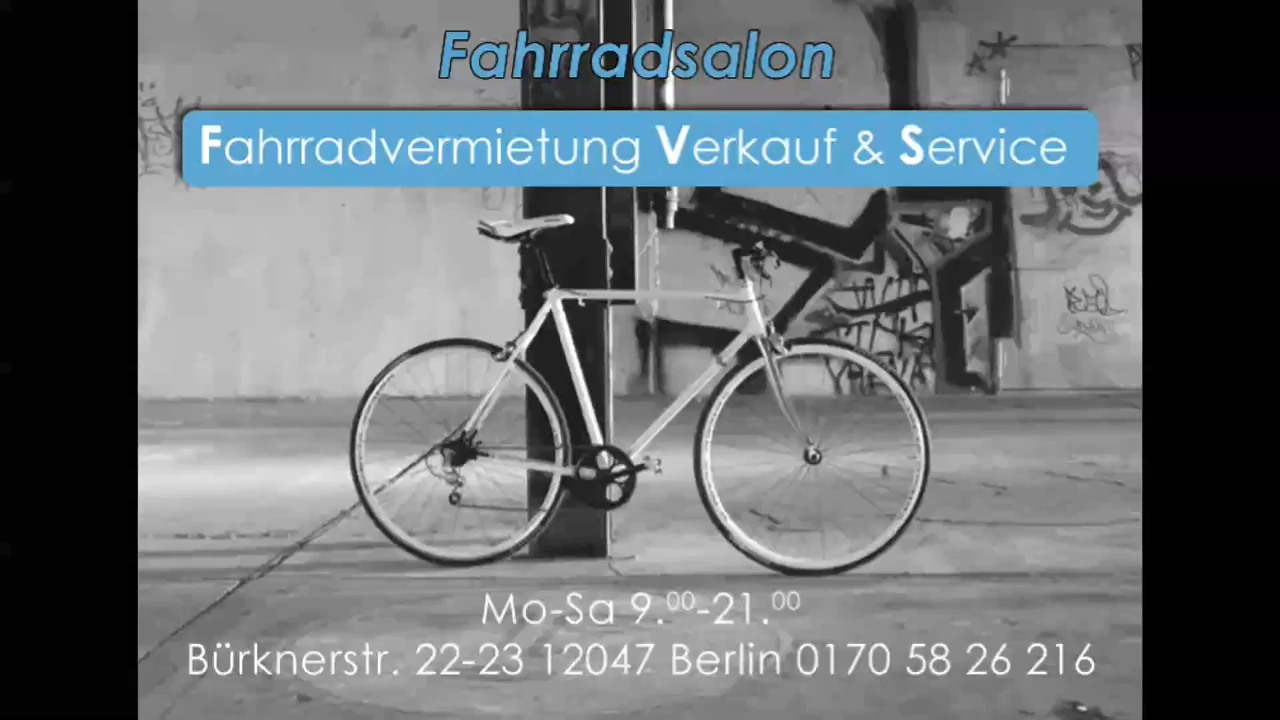 Fahrradsalon
Fahrradvermietung Verkauf & Service
Mo-Sa 9.⁰⁰-21.⁰⁰
Bürknerstr. 22-23 12047 Berlin 0170 58 26 216